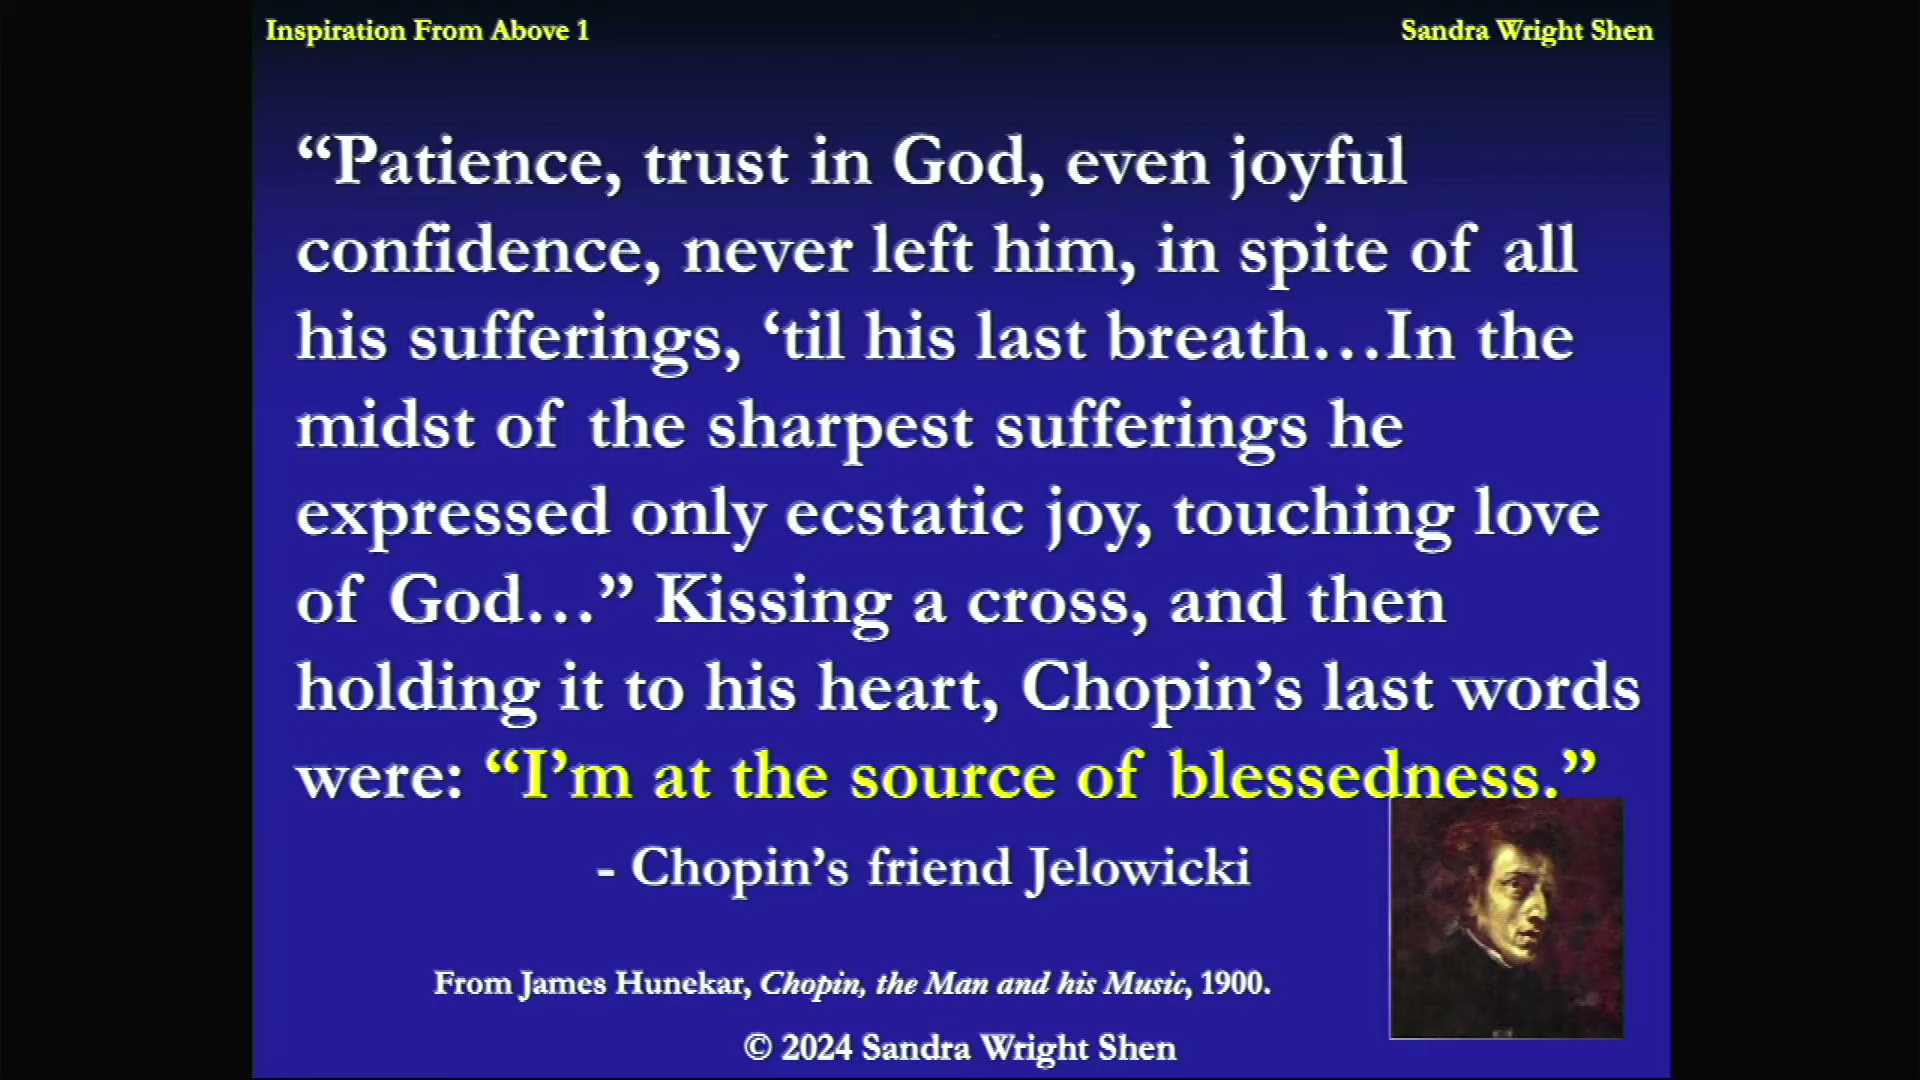 Inspiration From Above 1
Sandra Wright Shen
“Patience, trust in God, even joyful
confidence, never left him, in spite of all
his sufferings, ‘til his last breath…In the
midst of the sharpest sufferings he
expressed only ecstatic joy, touching love
of God…” Kissing a cross, and then
holding it to his heart, Chopin’s last words
were: “I’m at the source of blessedness.”
- Chopin’s friend Jelowicki
From James Hunekar, Chopin, the Man and his Music, 1900.
© 2024 Sandra Wright Shen